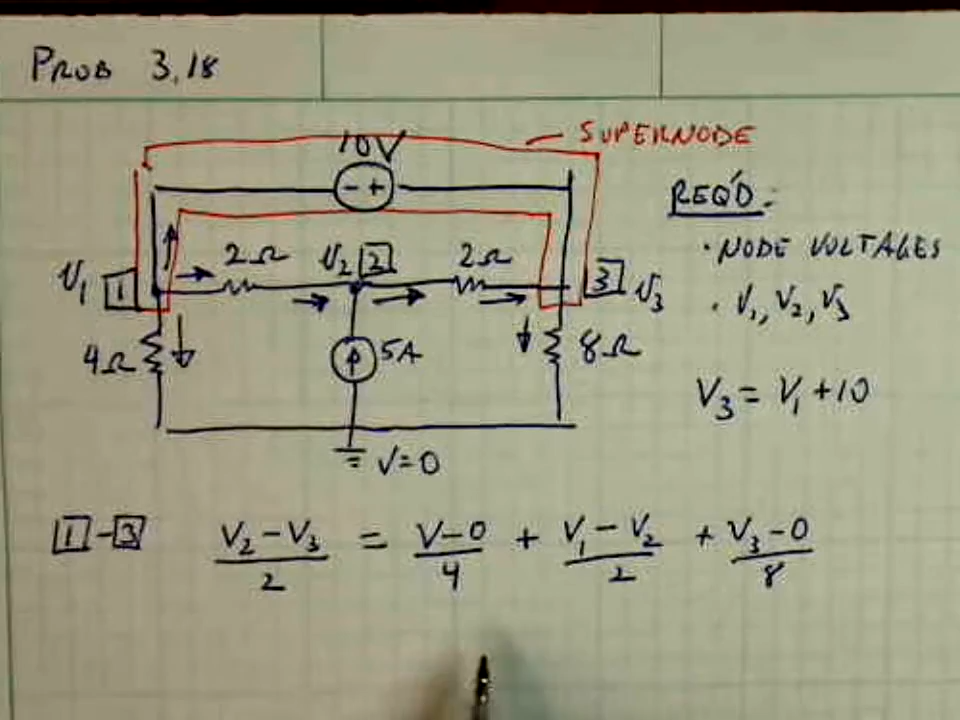 PROB 3.18
SUPERNODE
10V
- +
REQ'D:
• NODE VOLTAGES
• V₁, V₂, V₃
V₃ = V₁ + 10
V₁ 1 2Ω V₂ 2 2Ω 3 V₃
4Ω 5A 8Ω
V=0
1-3 (V₂ - V₃)/2 = (V-0)/4 + (V₁ - V₂)/2 + (V₃ - 0)/8